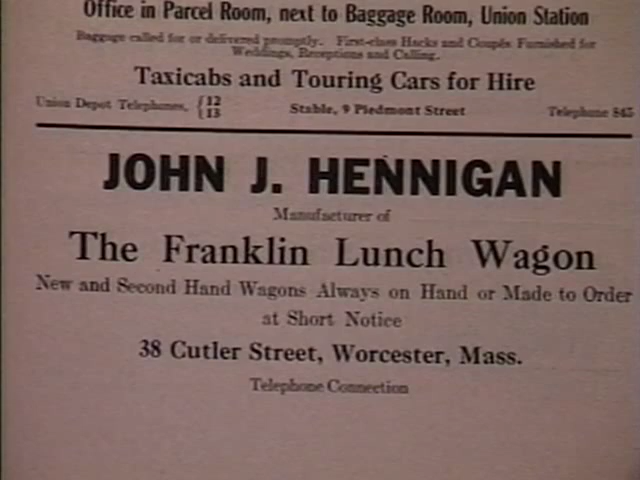 Office in Parcel Room, next to Baggage Room, Union Station
Baggage called for or delivered promptly. First-class Hacks and Coupés Furnished for
Weddings, Receptions and Calling.
Taxicabs and Touring Cars for Hire
Union Depot Telephones, { 12
13
Stable, 9 Piedmont Street
Telephone 845
JOHN J. HENNIGAN
Manufacturer of
The Franklin Lunch Wagon
New and Second Hand Wagons Always on Hand or Made to Order
at Short Notice
38 Cutler Street, Worcester, Mass.
Telephone Connection